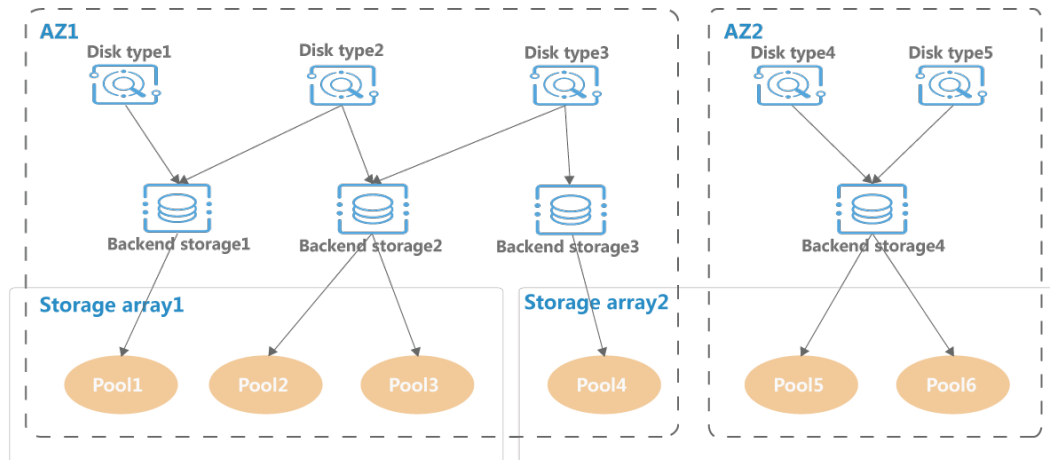 AZ1
AZ2
Disk type1
Disk type2
Disk type3
Disk type4
Disk type5
Backend storage1
Backend storage2
Backend storage3
Backend storage4
Storage array1
Storage array2
Pool1
Pool2
Pool3
Pool4
Pool5
Pool6